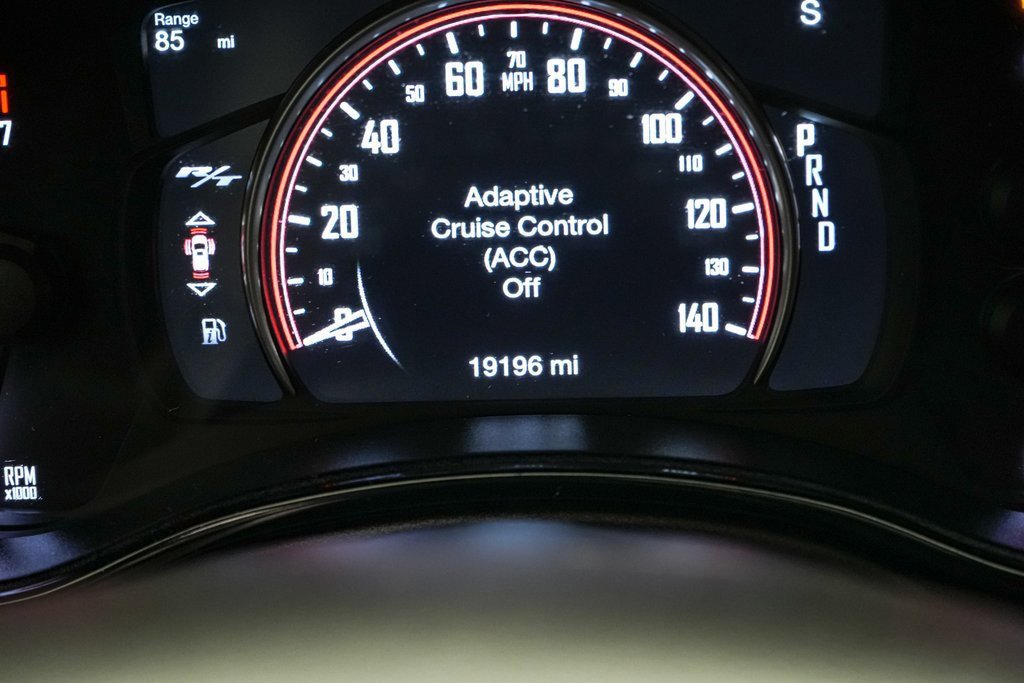 Range
85 mi
S
7
R/T
0
10
20
30
40
50
60
70
MPH
80
90
100
110
120
130
140
Adaptive
Cruise Control
(ACC)
Off
19196 mi
P
R
N
D
RPM
x1000